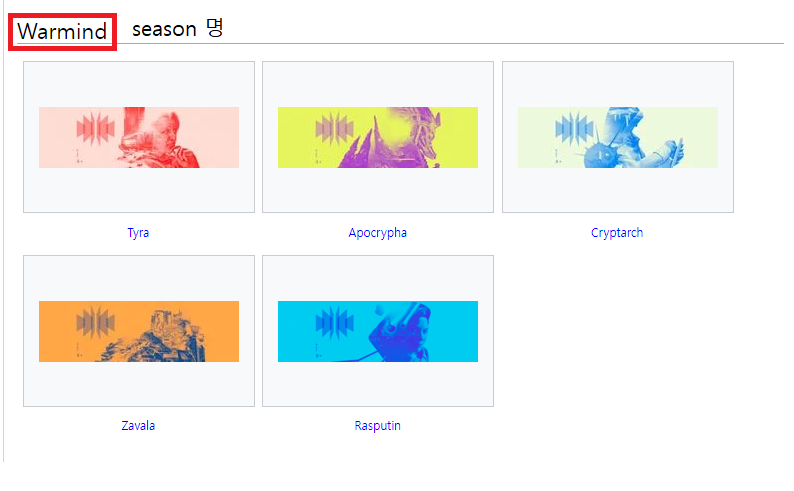 Warmind season 명
Tyra Apocrypha Cryptarch
Zavala Rasputin